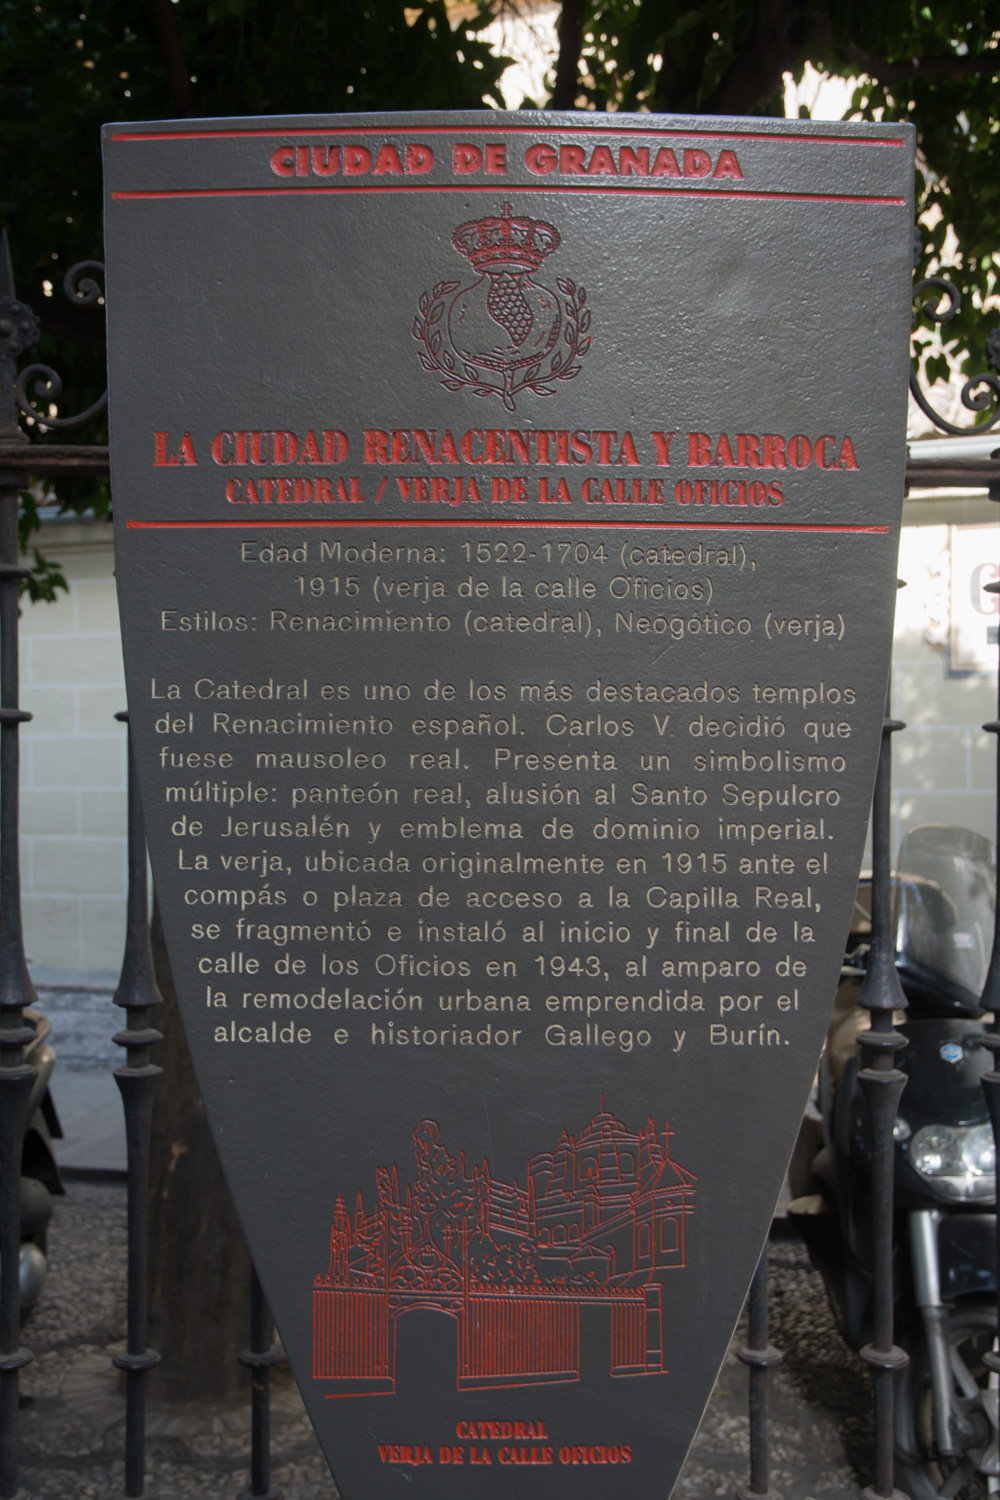 CIUDAD DE GRANADA
LA CIUDAD RENACENTISTA Y BARROCA
CATEDRAL / VERJA DE LA CALLE OFICIOS
Edad Moderna: 1522-1704 (catedral),
1915 (verja de la calle Oficios)
Estilos: Renacimiento (catedral), Neogótico (verja)
La Catedral es uno de los más destacados templos
del Renacimiento español. Carlos V decidió que
fuese mausoleo real. Presenta un simbolismo
múltiple: panteón real, alusión al Santo Sepulcro
de Jerusalén y emblema de dominio imperial.
La verja, ubicada originalmente en 1915 ante el
compás o plaza de acceso a la Capilla Real,
se fragmentó e instaló al inicio y final de la
calle de los Oficios en 1943, al amparo de
la remodelación urbana emprendida por el
alcalde e historiador Gallego y Burín.
CATEDRAL
VERJA DE LA CALLE OFICIOS